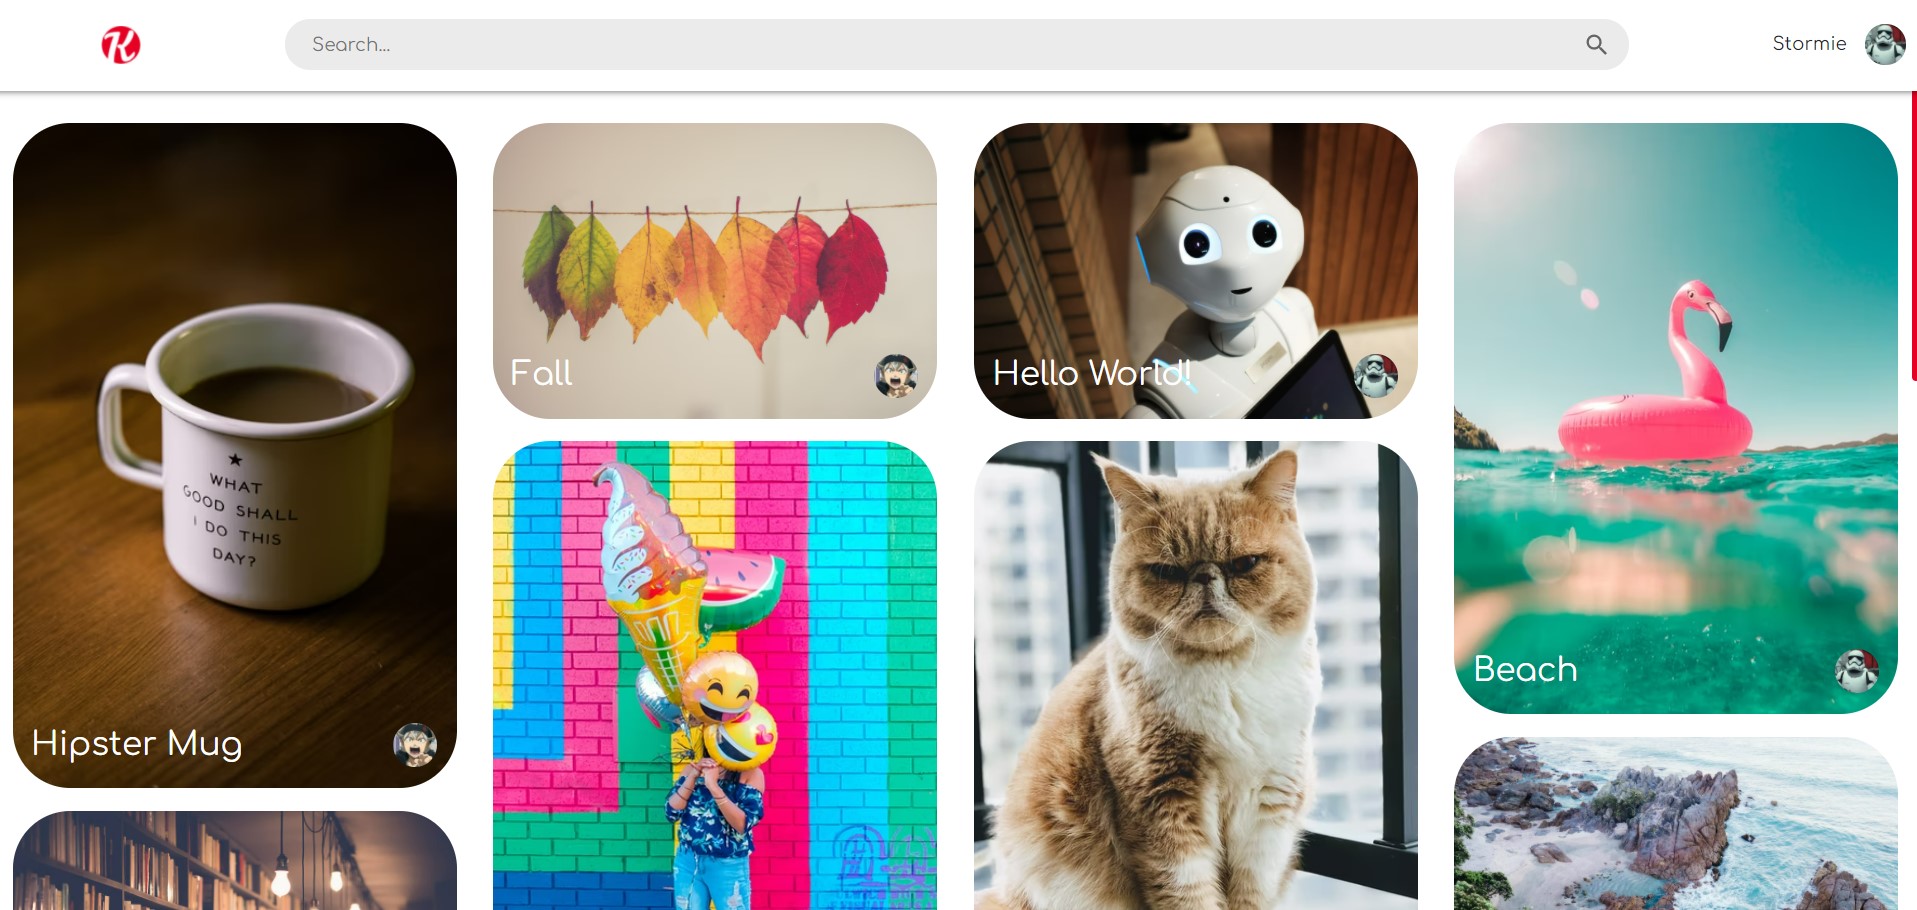 K
Search...
Stormie
WHAT
GOOD SHALL
I DO THIS
DAY?
Hipster Mug
Fall
Hello World!
Beach